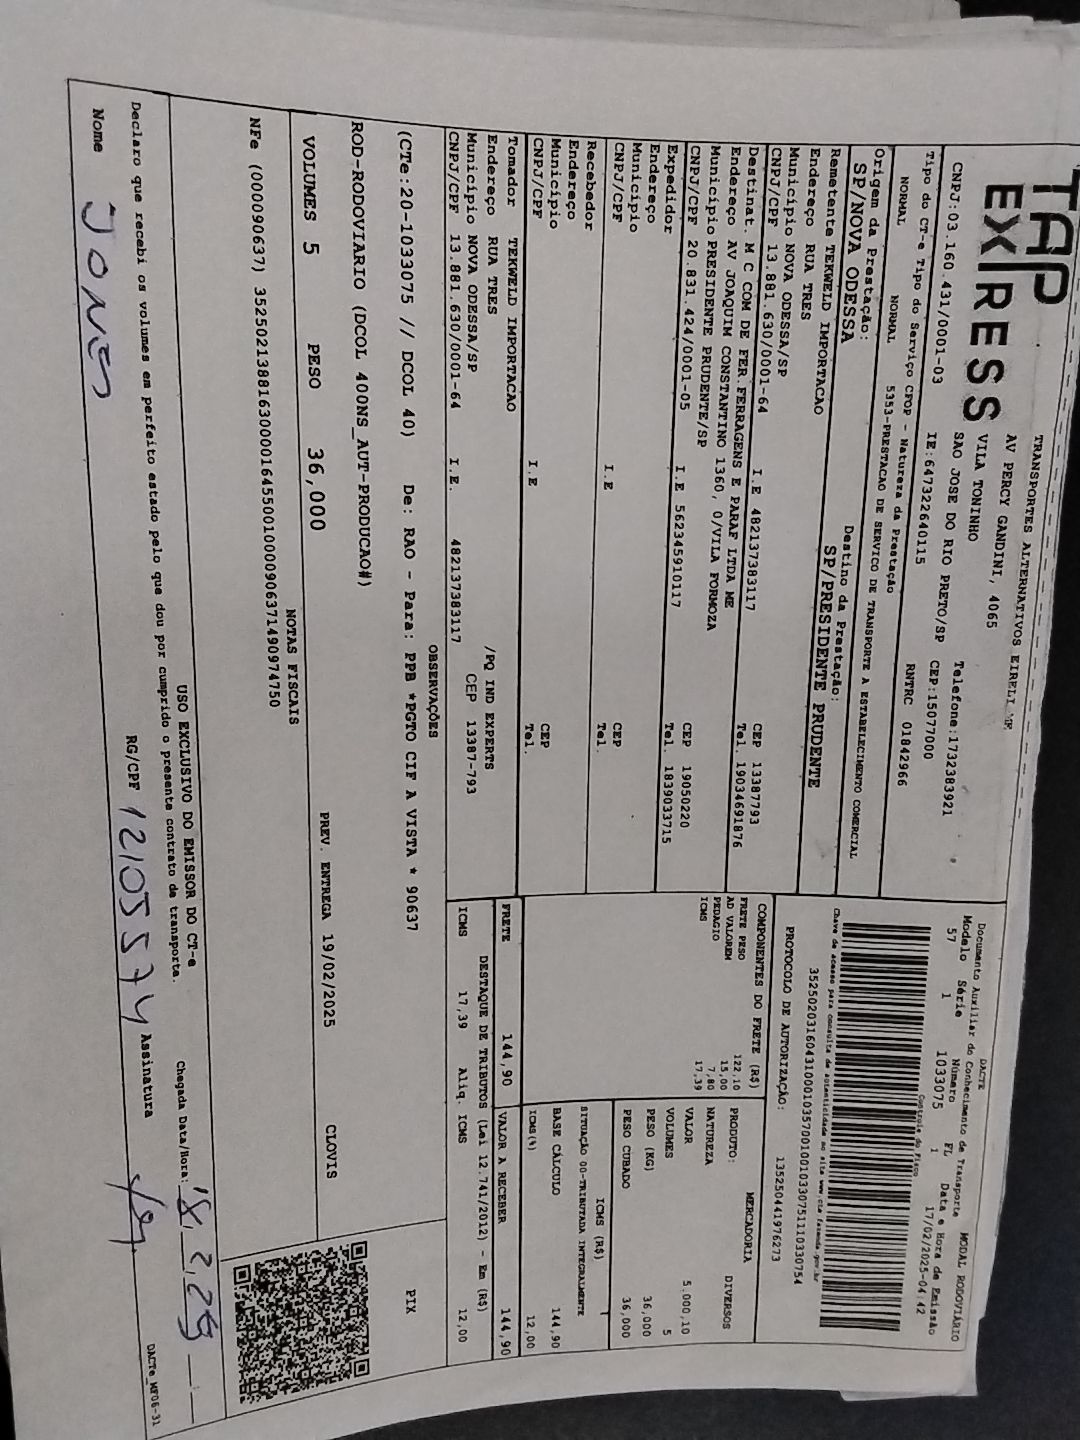 TAP
EXPRESS
TRANSPORTES ALTERNATIVOS EIRELI ME
AV PERCY GANDINI, 4065
VILA TONINHO
SAO JOSE DO RIO PRETO/SP
Telefone:1732383921
CEP:15077000
CNPJ:03.160.431/0001-03
IE:647322640115
RNTRC 01842966
Tipo do CT-e Tipo do Serviço CFOP - Natureza da Prestação
NORMAL NORMAL 5353-PRESTACAO DE SERVICO DE TRANSPORTE A ESTABELECIMENTO COMERCIAL
Origem da Prestação: Destino da Prestação:
SP/NOVA ODESSA SP/PRESIDENTE PRUDENTE
Remetente TEKWELD IMPORTACAO
Endereço RUA TRES
Município NOVA ODESSA/SP CEP 13387793
CNPJ/CPF 13.881.630/0001-64 I.E 482137383117 Tel. 19034691876
Destinat. M C COM DE FER.FERRAGENS E PARAF LTDA ME
Endereço AV JOAQUIM CONSTANTINO 1360, 0/VILA FORMOZA
Município PRESIDENTE PRUDENTE/SP CEP 19050220
CNPJ/CPF 20.831.424/0001-05 I.E 562345910117 Tel. 1839033715
Expedidor
Endereço
Município CEP
CNPJ/CPF I.E Tel.
Recebedor
Endereço
Município CEP
CNPJ/CPF I.E Tel.
Tomador TEKWELD IMPORTACAO
Endereço RUA TRES /PQ IND EXPERTS
Município NOVA ODESSA/SP CEP 13387-793
CNPJ/CPF 13.881.630/0001-64 I.E. 482137383117
DACTE
Documento Auxiliar do Conhecimento de Transporte MODAL RODOVIÁRIO
Modelo Série Número FL Data e Hora de Emissão
57 1 1033075 1 17/02/2025-04:42
Controle do Fisco
Chave de acesso para consulta de autenticidade no site www.cte.fazenda.gov.br
35250203160431000103570010010330751110330754
PROTOCOLO DE AUTORIZAÇÃO: 135250441976273
COMPONENTES DO FRETE (R$)
FRETE PESO 122,10
AD VALOREM 15,00
PEDAGIO 7,80
ICMS 17,39
MERCADORIA
PRODUTO: DIVERSOS
NATUREZA
VALOR 5.000,10
VOLUMES 5
PESO (KG) 36,000
PESO CUBADO 36,000
ICMS (R$)
SITUAÇÃO 00-TRIBUTADA INTEGRALMENTE
BASE CÁLCULO 144,90
ICMS(%) 12,00
FRETE 144,90 VALOR A RECEBER 144,90
DESTAQUE DE TRIBUTOS (Lei 12.741/2012) - Em (R$)
ICMS 17,39 Aliq. ICMS 12,00
OBSERVAÇÕES
(CTe:20-1033075 // DCOL 40) De: RAO - Para: PPB *PGTO CIF A VISTA * 90637
ROD-RODOVIARIO (DCOL 400NS_AUT-PRODUCAO#)
PIX
VOLUMES 5 PESO 36,000 PREV. ENTREGA 19/02/2025 CLOVIS
NOTAS FISCAIS
NFe (000090637) 35250213881630000164550010000906371490974750
USO EXCLUSIVO DO EMISSOR DO CT-e
Declaro que recebi os volumes em perfeito estado pelo que dou por cumprido o presente contrato de transporte.
Chegada Data/Hora: 18, 2, 25
Nome JONES RG/CPF 12105574 Assinatura
DACTe_MF06-31